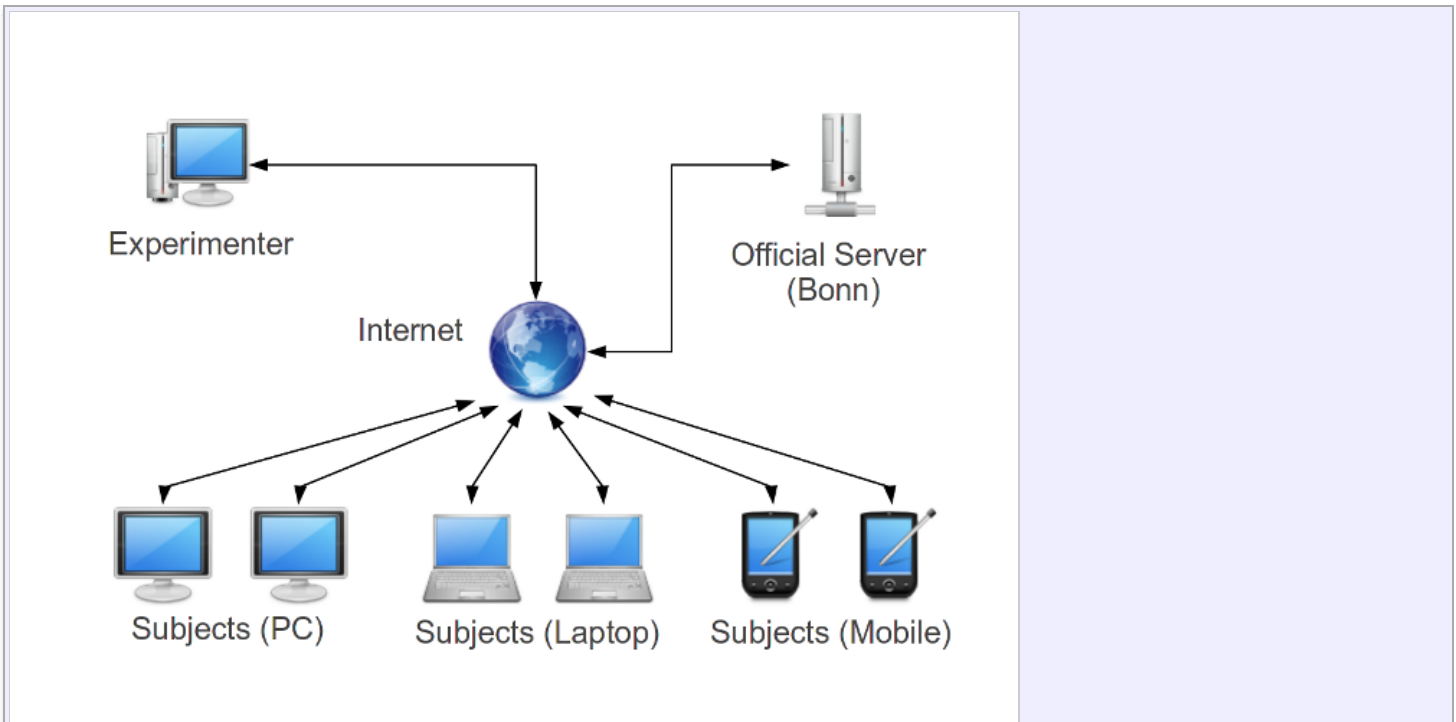 Experimenter
Official Server
(Bonn)
Internet
Subjects (PC)
Subjects (Laptop)
Subjects (Mobile)